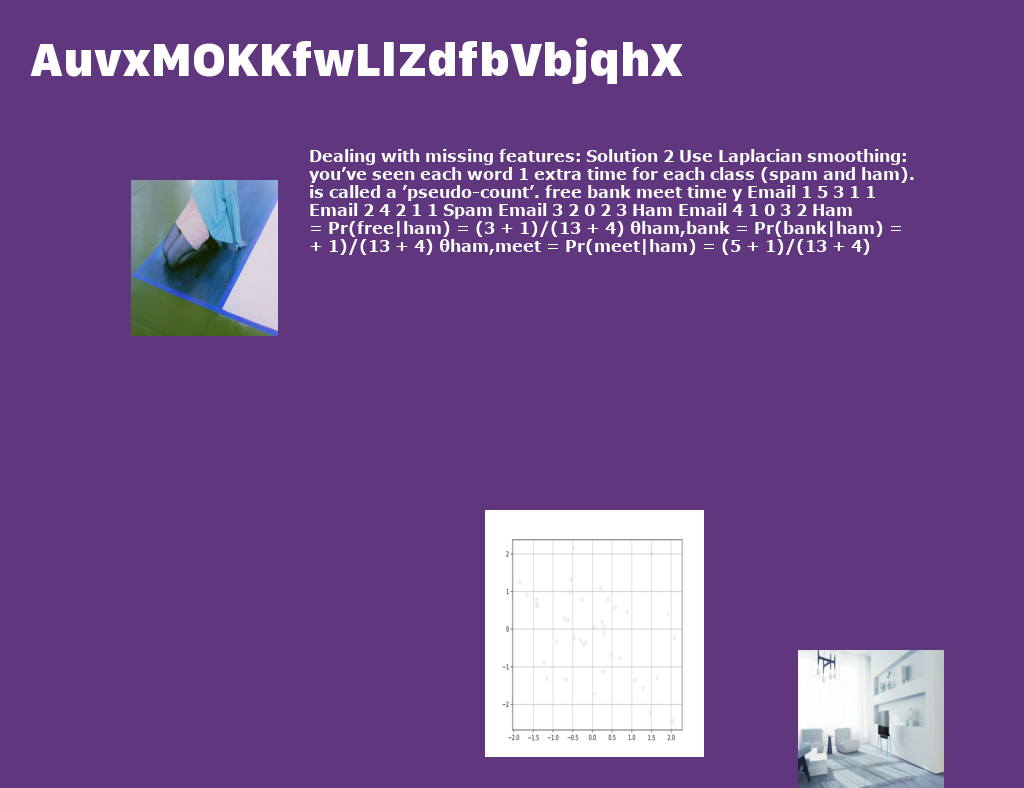 AuvxMOKKfwLlZdfbVbjqhX
Dealing with missing features: Solution 2 Use Laplacian smoothing:
you’ve seen each word 1 extra time for each class (spam and ham).
is called a ’pseudo-count’. free bank meet time y Email 1 5 3 1 1
Email 2 4 2 1 1 Spam Email 3 2 0 2 3 Ham Email 4 1 0 3 2 Ham
= Pr(free|ham) = (3 + 1)/(13 + 4) θham,bank = Pr(bank|ham) =
+ 1)/(13 + 4) θham,meet = Pr(meet|ham) = (5 + 1)/(13 + 4)
2
1
0
−1
−2
−2.0 −1.5 −1.0 −0.5 0.0 0.5 1.0 1.5 2.0